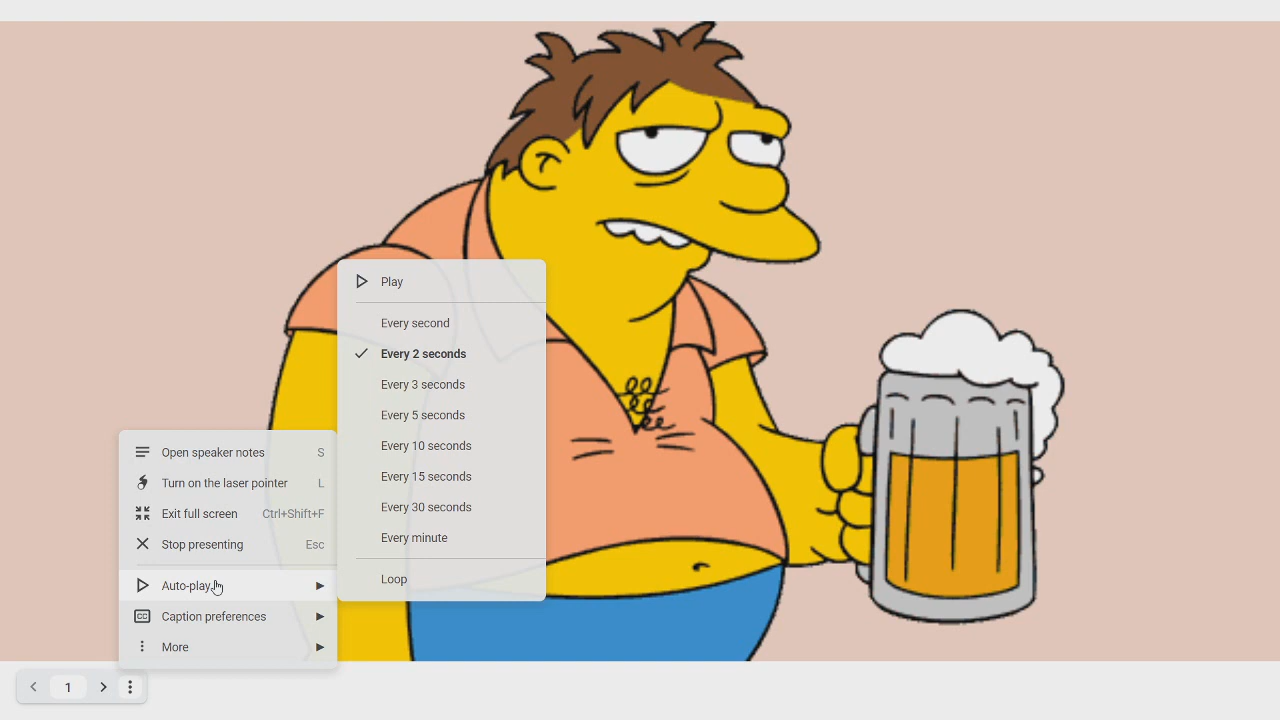 Play
Every second
Every 2 seconds
Every 3 seconds
Every 5 seconds
Every 10 seconds
Every 15 seconds
Every 30 seconds
Every minute
Loop
Open speaker notes S
Turn on the laser pointer L
Exit full screen Ctrl+Shift+F
Stop presenting Esc
Auto-play
CC Caption preferences
More
1